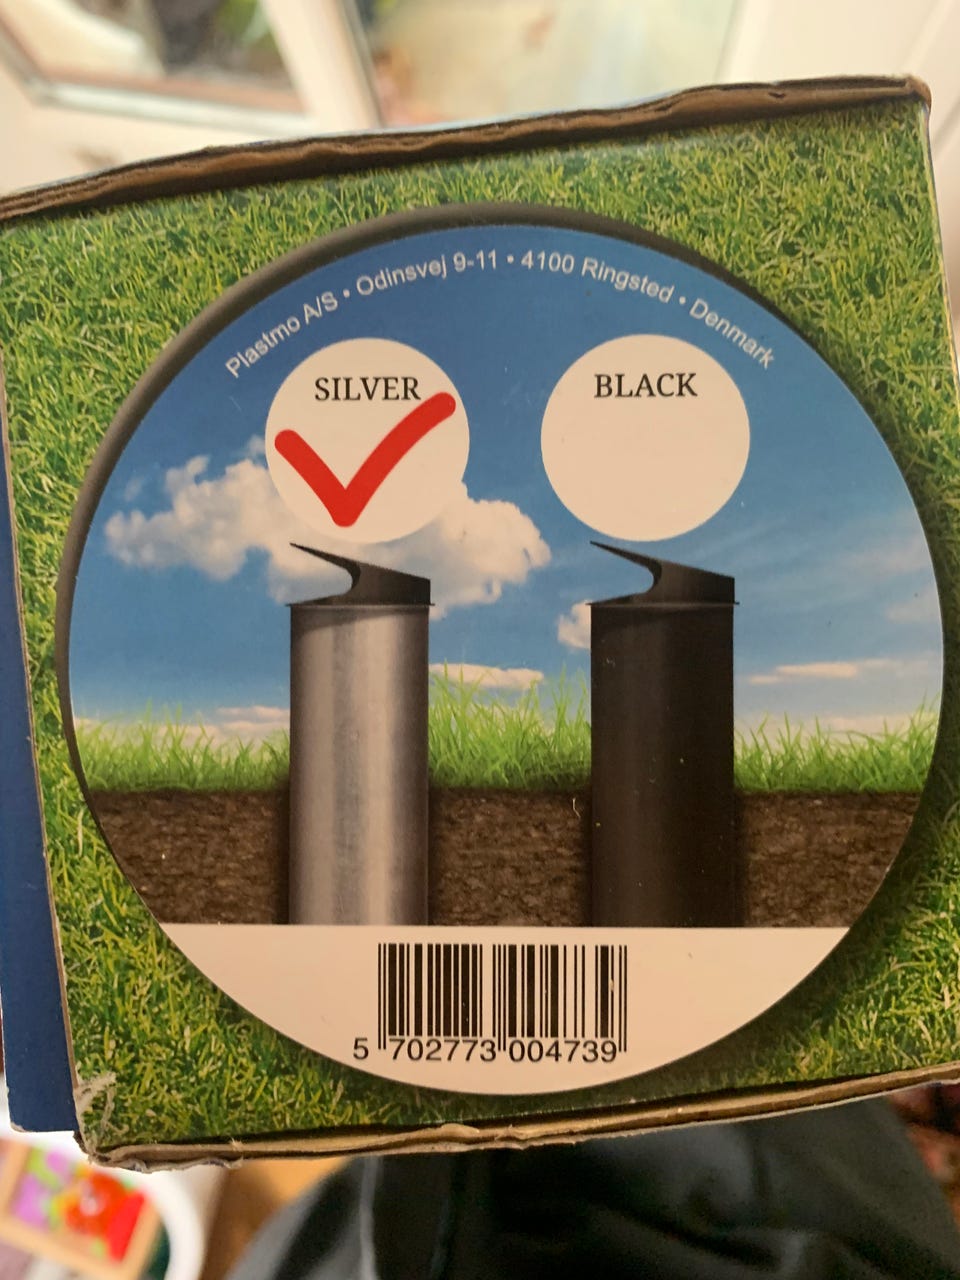 Plastmo A/S • Odinsvej 9-11 • 4100 Ringsted • Denmark
SILVER
BLACK
5 702773 004739